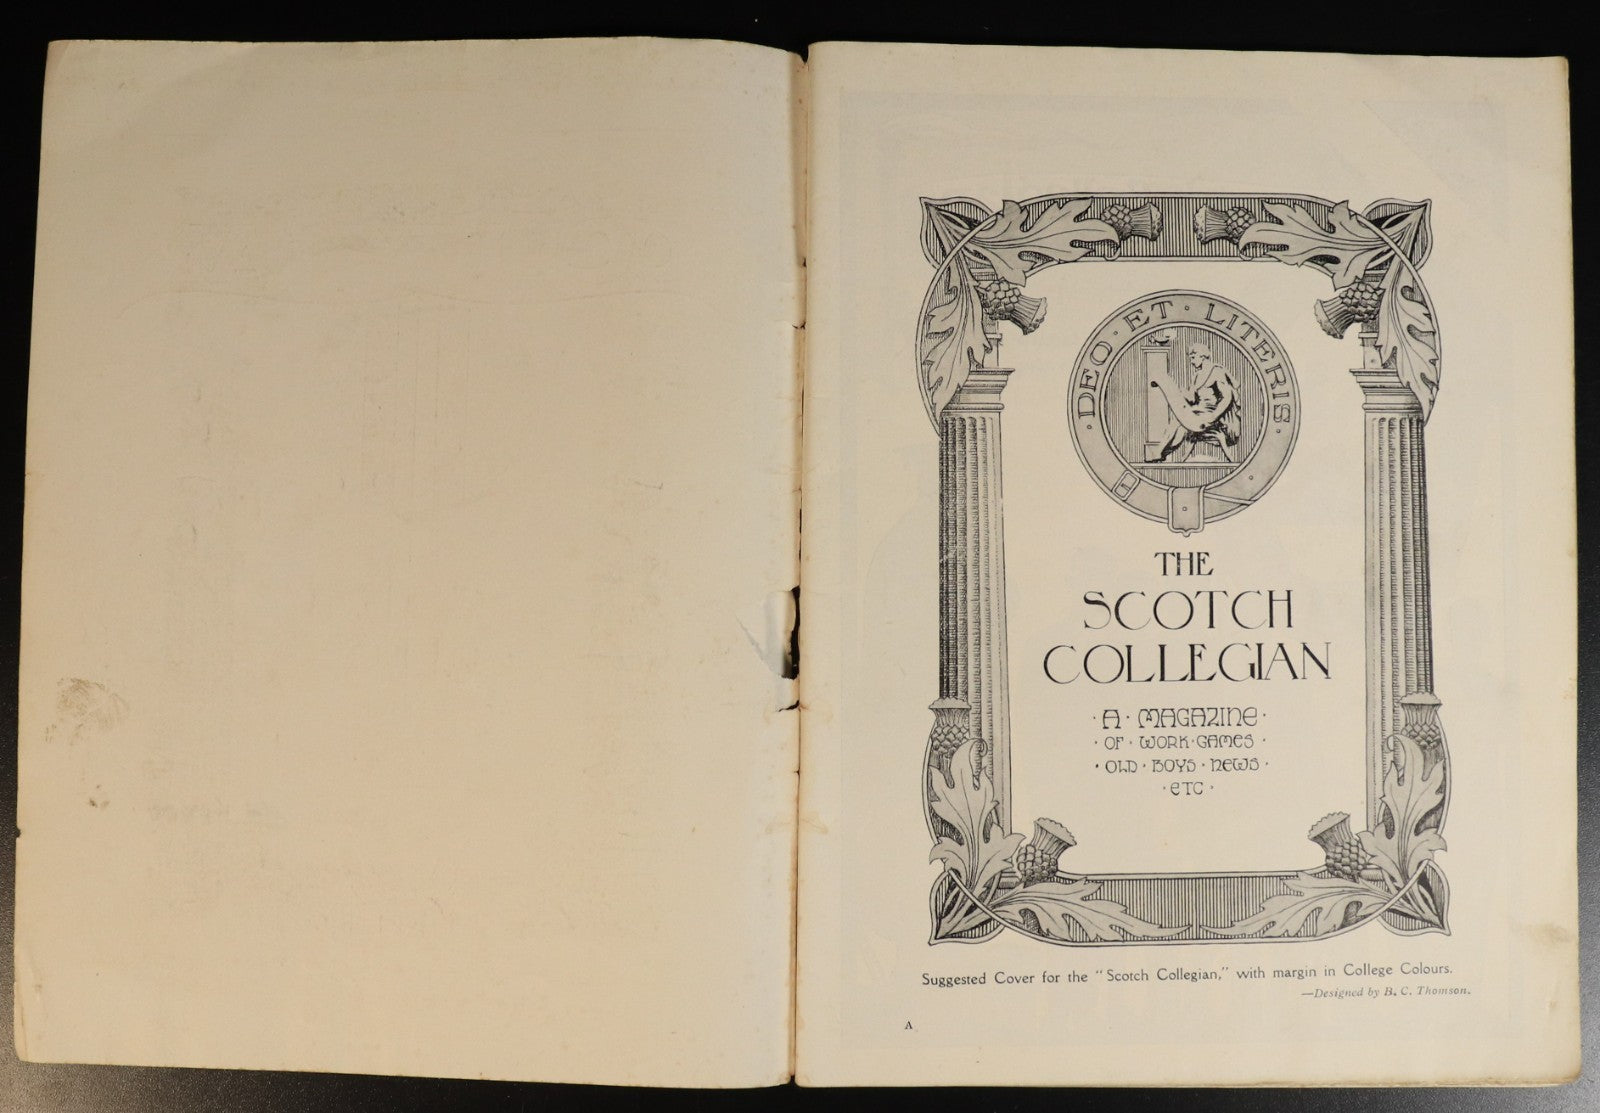 · DEO · ET · LITERIS ·
THE
SCOTCH
COLLEGIAN
· A · MAGAZINE ·
· OF · WORK · GAMES ·
· OLD · BOYS · NEWS ·
· ETC ·
Suggested Cover for the "Scotch Collegian," with margin in College Colours.
—Designed by B. C. Thomson.
A